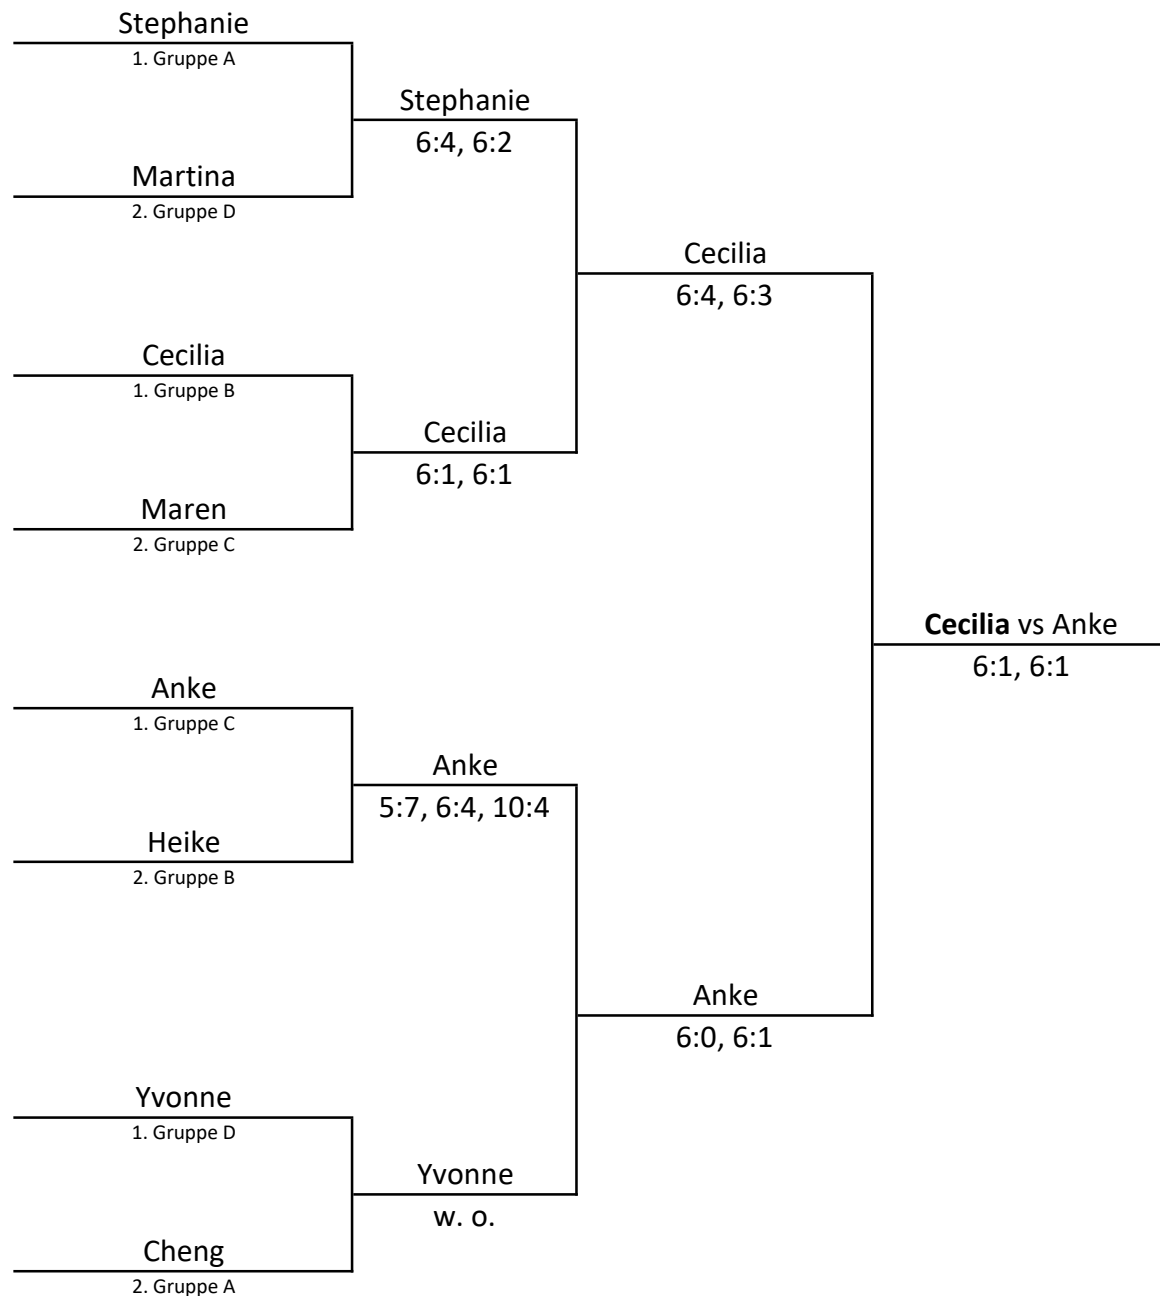 Stephanie
1. Gruppe A
Stephanie
6:4, 6:2
Martina
2. Gruppe D
Cecilia
6:4, 6:3
Cecilia
1. Gruppe B
Cecilia
6:1, 6:1
Maren
2. Gruppe C
Cecilia vs Anke
6:1, 6:1
Anke
1. Gruppe C
Anke
5:7, 6:4, 10:4
Heike
2. Gruppe B
Anke
6:0, 6:1
Yvonne
1. Gruppe D
Yvonne
w. o.
Cheng
2. Gruppe A